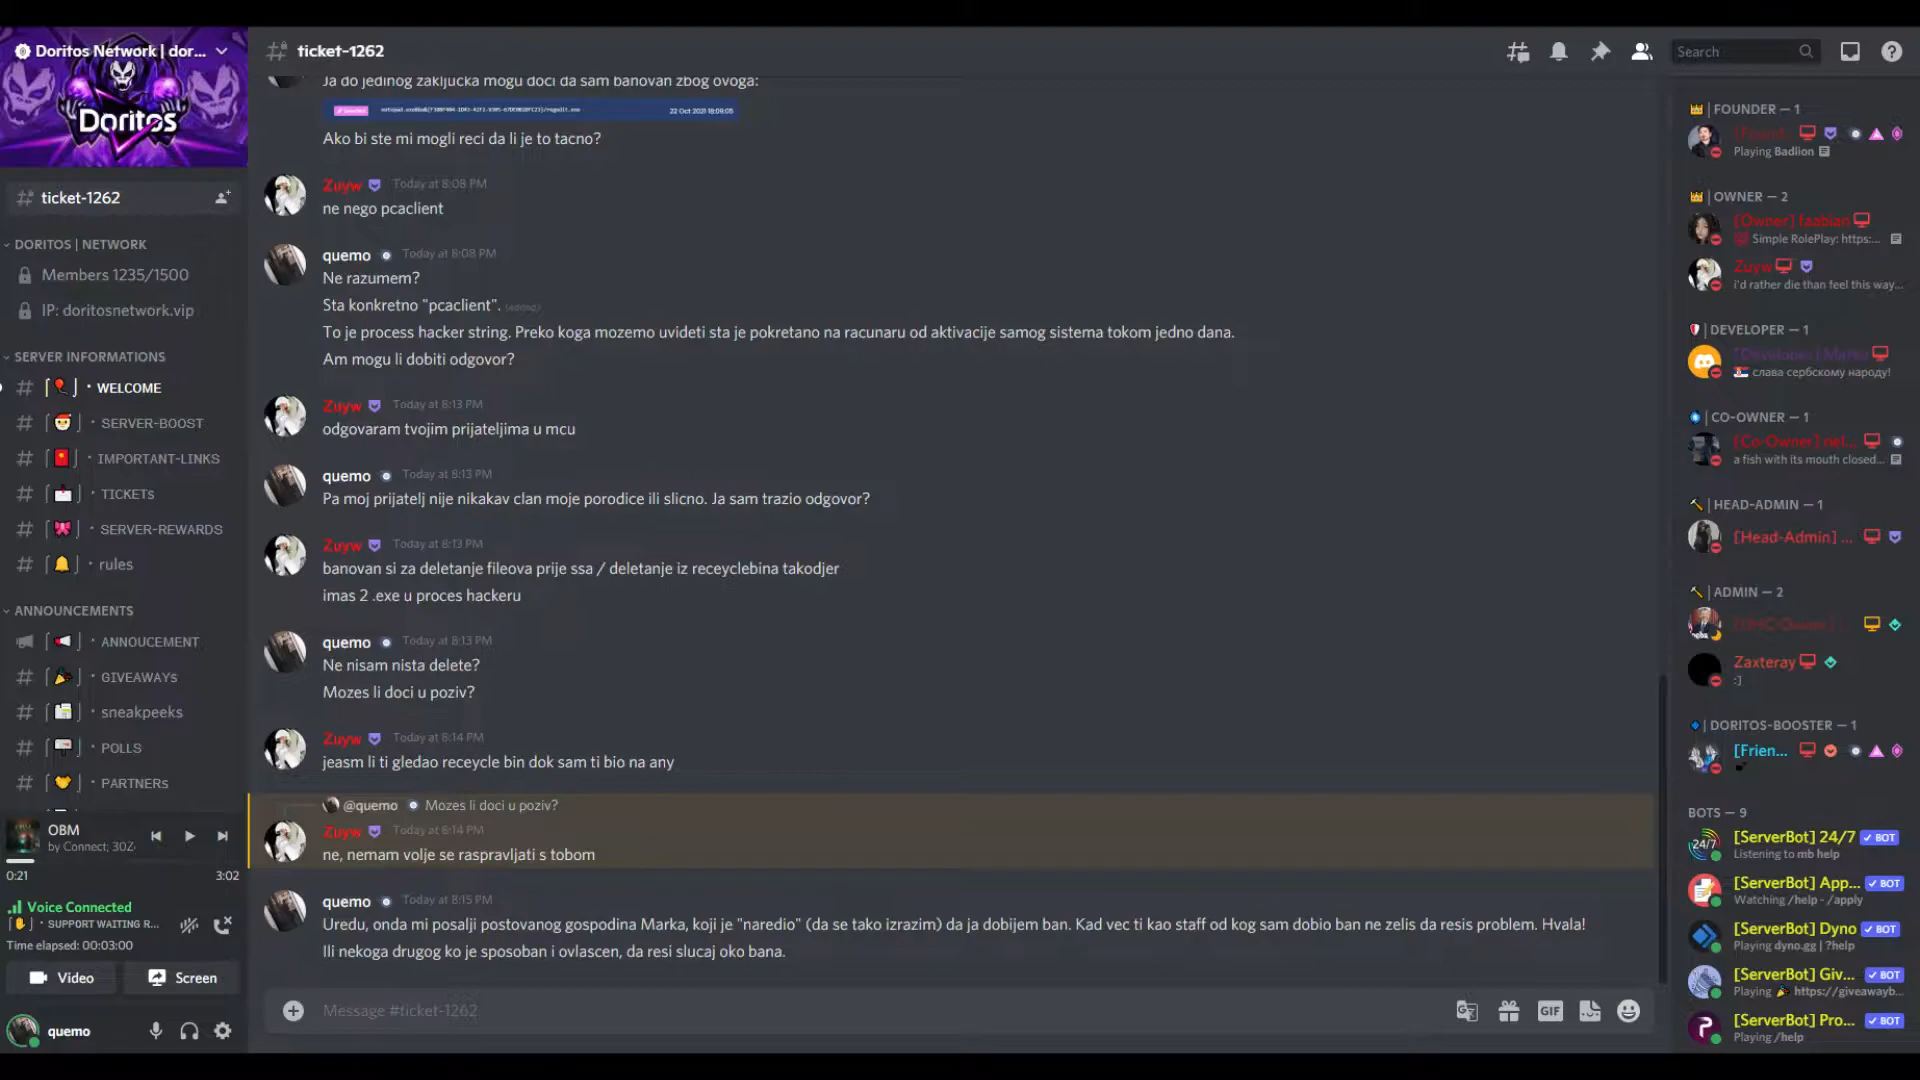 Doritos Network | dor...
Doritos
ticket-1262
DORITOS | NETWORK
Members 1235/1500
IP: doritosnetwork.vip
SERVER INFORMATIONS
WELCOME
SERVER-BOOST
IMPORTANT-LINKS
TICKETs
SERVER-REWARDS
rules
ANNOUNCEMENTS
ANNOUCEMENT
GIVEAWAYs
sneakpeeks
POLLS
PARTNERs
OBM
by Connect; 30Z
0:21
3:02
Voice Connected
SUPPORT WAITING R...
Time elapsed: 00:03:00
Video
Screen
quemo
ticket-1262
Search
Ja do jedinog zakljucka mogu doci da sam banovan zbog ovoga:
22 Oct 2021 18:09:05
Ako bi ste mi mogli reci da li je to tacno?
Zuyw Today at 8:08 PM
ne nego pcaclient
quemo Today at 8:08 PM
Ne razumem?
Sta konkretno "pcaclient". (edited)
To je process hacker string. Preko koga mozemo uvideti sta je pokretano na racunaru od aktivacije samog sistema tokom jedno dana.
Am mogu li dobiti odgovor?
Zuyw Today at 8:13 PM
odgovaram tvojim prijateljima u mcu
quemo Today at 8:13 PM
Pa moj prijatelj nije nikakav clan moje porodice ili slicno. Ja sam trazio odgovor?
Zuyw Today at 8:13 PM
banovan si za deletanje fileova prije ssa / deletanje iz receyclebina takodjer
imas 2 .exe u proces hackeru
quemo Today at 8:13 PM
Ne nisam nista delete?
Mozes li doci u poziv?
Zuyw Today at 8:14 PM
jeasm li ti gledao receycle bin dok sam ti bio na any
@quemo Mozes li doci u poziv?
Zuyw Today at 8:14 PM
ne, nemam volje se raspravljati s tobom
quemo Today at 8:15 PM
Uredu, onda mi posalji postovanog gospodina Marka, koji je "naredio" (da se tako izrazim) da ja dobijem ban. Kad vec ti kao staff od kog sam dobio ban ne zelis da resis problem. Hvala!
Ili nekoga drugog ko je sposoban i ovlascen, da resi slucaj oko bana.
Message #ticket-1262
GIF
FOUNDER — 1
Playing Badlion
OWNER — 2
[Owner] faabian
Simple RolePlay: https:...
Zuyw
i'd rather die than feel this way...
DEVELOPER — 1
[Developer] Marko
слава сербскому народу!
CO-OWNER — 1
[Co-Owner] nel...
a fish with its mouth closed...
HEAD-ADMIN — 1
[Head-Admin] ...
ADMIN — 2
Zaxteray
:]
DORITOS-BOOSTER — 1
[Frien...
BOTS — 9
24/7
[ServerBot] 24/7 BOT
Listening to mb help
[ServerBot] App... BOT
Watching /help - /apply
[ServerBot] Dyno BOT
Playing dyno.gg | ?help
[ServerBot] Giv... BOT
Playing https://giveawayb...
[ServerBot] Pro... BOT
Playing /help